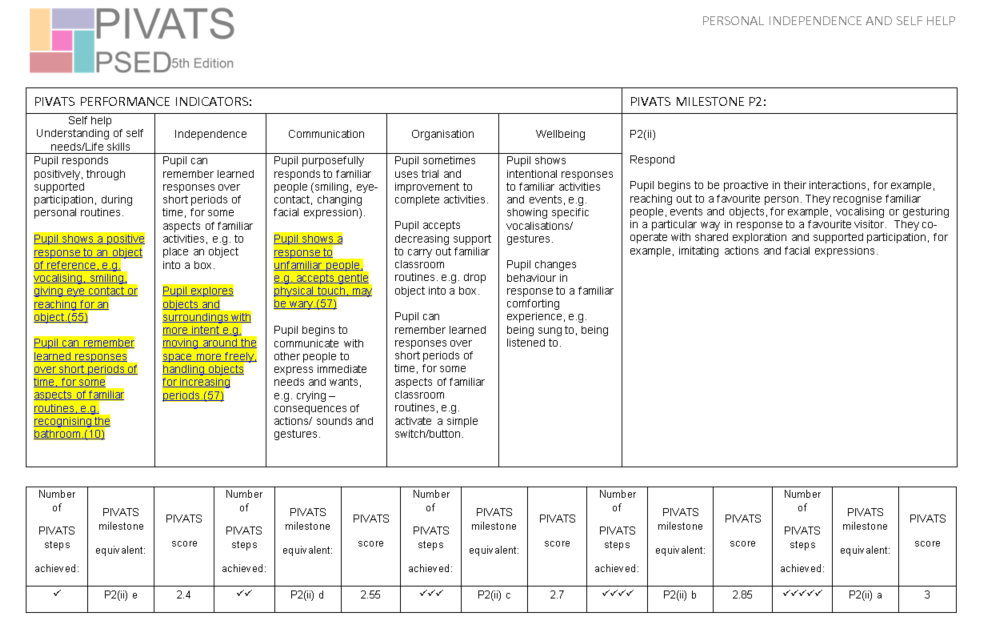 PIVATS
PSED 5th Edition
PERSONAL INDEPENDENCE AND SELF HELP
PIVATS PERFORMANCE INDICATORS:
PIVATS MILESTONE P2:
Self help
Understanding of self
needs/Life skills
Independence
Communication
Organisation
Wellbeing
P2(ii)
Pupil responds
positively, through
supported
participation, during
personal routines.
Pupil shows a positive
response to an object
of reference, e.g.
vocalising, smiling,
giving eye contact or
reaching for an
object.(55)
Pupil can remember
learned responses
over short periods of
time, for some
aspects of familiar
routines, e.g.
recognising the
bathroom.(10)
Pupil can
remember learned
responses over
short periods of
time, for some
aspects of familiar
activities, e.g. to
place an object
into a box.
Pupil explores
objects and
surroundings with
more intent e.g.
moving around the
space more freely,
handling objects
for increasing
periods.(57)
Pupil purposefully
responds to familiar
people (smiling, eye-
contact, changing
facial expression).
Pupil shows a
response to
unfamiliar people,
e.g. accepts gentle
physical touch, may
be wary.(57)
Pupil begins to
communicate with
other people to
express immediate
needs and wants,
e.g. crying –
consequences of
actions/ sounds and
gestures.
Pupil sometimes
uses trial and
improvement to
complete activities.
Pupil accepts
decreasing support
to carry out familiar
classroom
routines. e.g. drop
object into a box.
Pupil can
remember learned
responses over
short periods of
time, for some
aspects of familiar
classroom
routines, e.g.
activate a simple
switch/button.
Pupil shows
intentional responses
to familiar activities
and events, e.g.
showing specific
vocalisations/
gestures.
Pupil changes
behaviour in
response to a familiar
comforting
experience, e.g.
being sung to, being
listened to.
Respond
Pupil begins to be proactive in their interactions, for example,
reaching out to a favourite person. They recognise familiar
people, events and objects, for example, vocalising or gesturing
in a particular way in response to a favourite visitor. They co-
operate with shared exploration and supported participation, for
example, imitating actions and facial expressions.
Number
of
PIVATS
steps
achieved:
PIVATS
milestone
equivalent:
PIVATS
score
Number
of
PIVATS
steps
achieved:
PIVATS
milestone
equivalent:
PIVATS
score
Number
of
PIVATS
steps
achieved:
PIVATS
milestone
equivalent:
PIVATS
score
Number
of
PIVATS
steps
achieved:
PIVATS
milestone
equivalent:
PIVATS
score
Number
of
PIVATS
steps
achieved:
PIVATS
milestone
equivalent:
PIVATS
score
✓ P2(ii) e 2.4 ✓✓ P2(ii) d 2.55 ✓✓✓ P2(ii) c 2.7 ✓✓✓✓ P2(ii) b 2.85 ✓✓✓✓✓ P2(ii) a 3